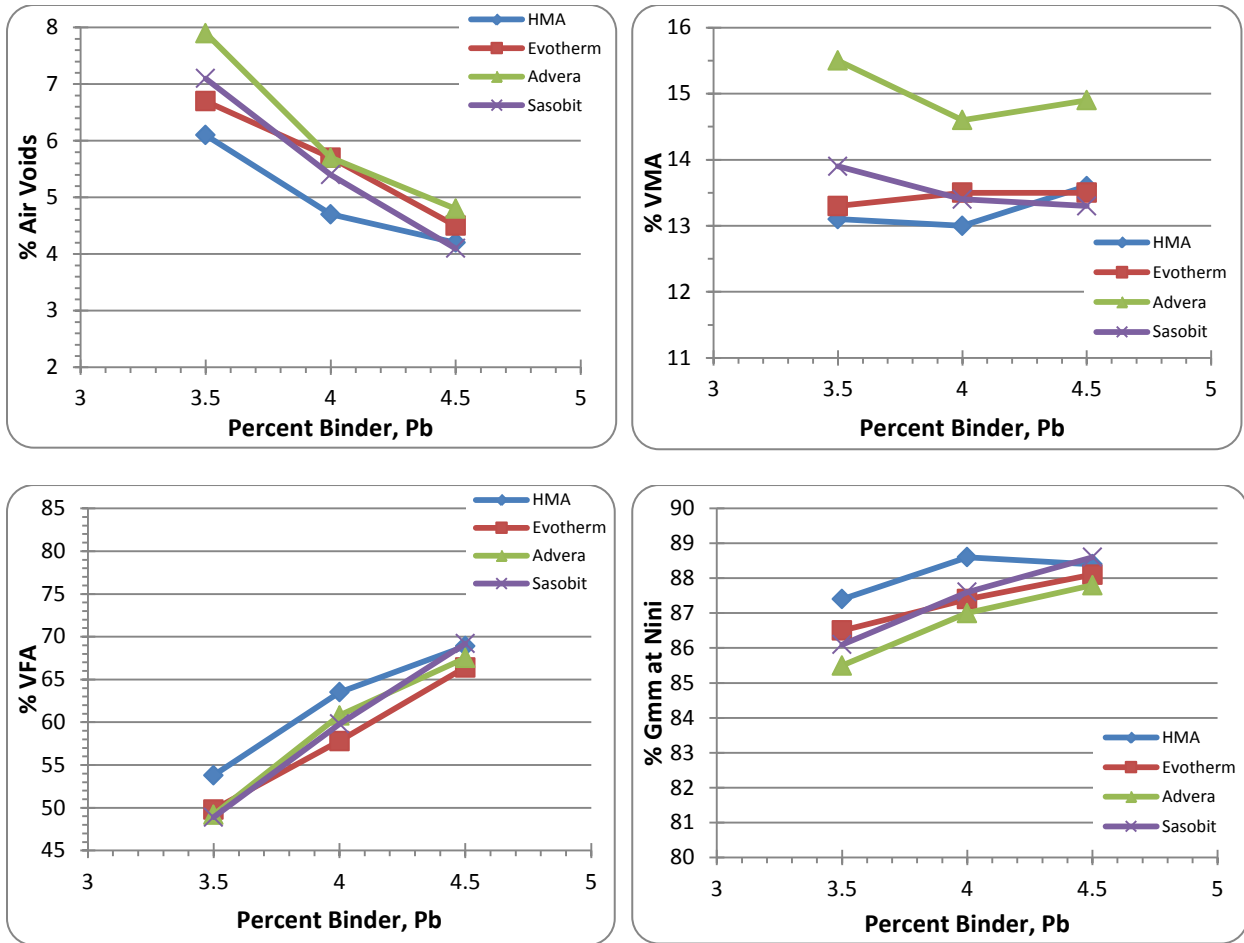 % Air Voids
8
7
6
5
4
3
2
3
3.5
4
4.5
5
Percent Binder, Pb
HMA
Evotherm
Advera
Sasobit
% VMA
16
15
14
13
12
11
3
3.5
4
4.5
5
Percent Binder, Pb
HMA
Evotherm
Advera
Sasobit
% VFA
85
80
75
70
65
60
55
50
45
3
3.5
4
4.5
5
Percent Binder, Pb
HMA
Evotherm
Advera
Sasobit
% Gmm at Nini
90
89
88
87
86
85
84
83
82
81
80
3
3.5
4
4.5
5
Percent Binder, Pb
HMA
Evotherm
Advera
Sasobit